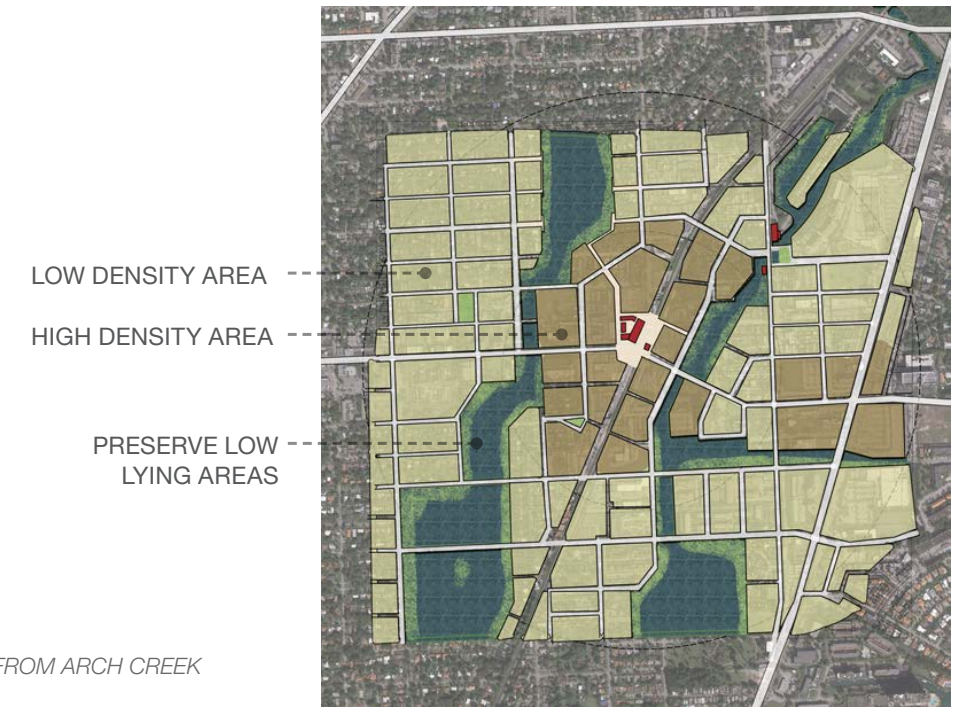 LOW DENSITY AREA
HIGH DENSITY AREA
PRESERVE LOW
LYING AREAS
FROM ARCH CREEK